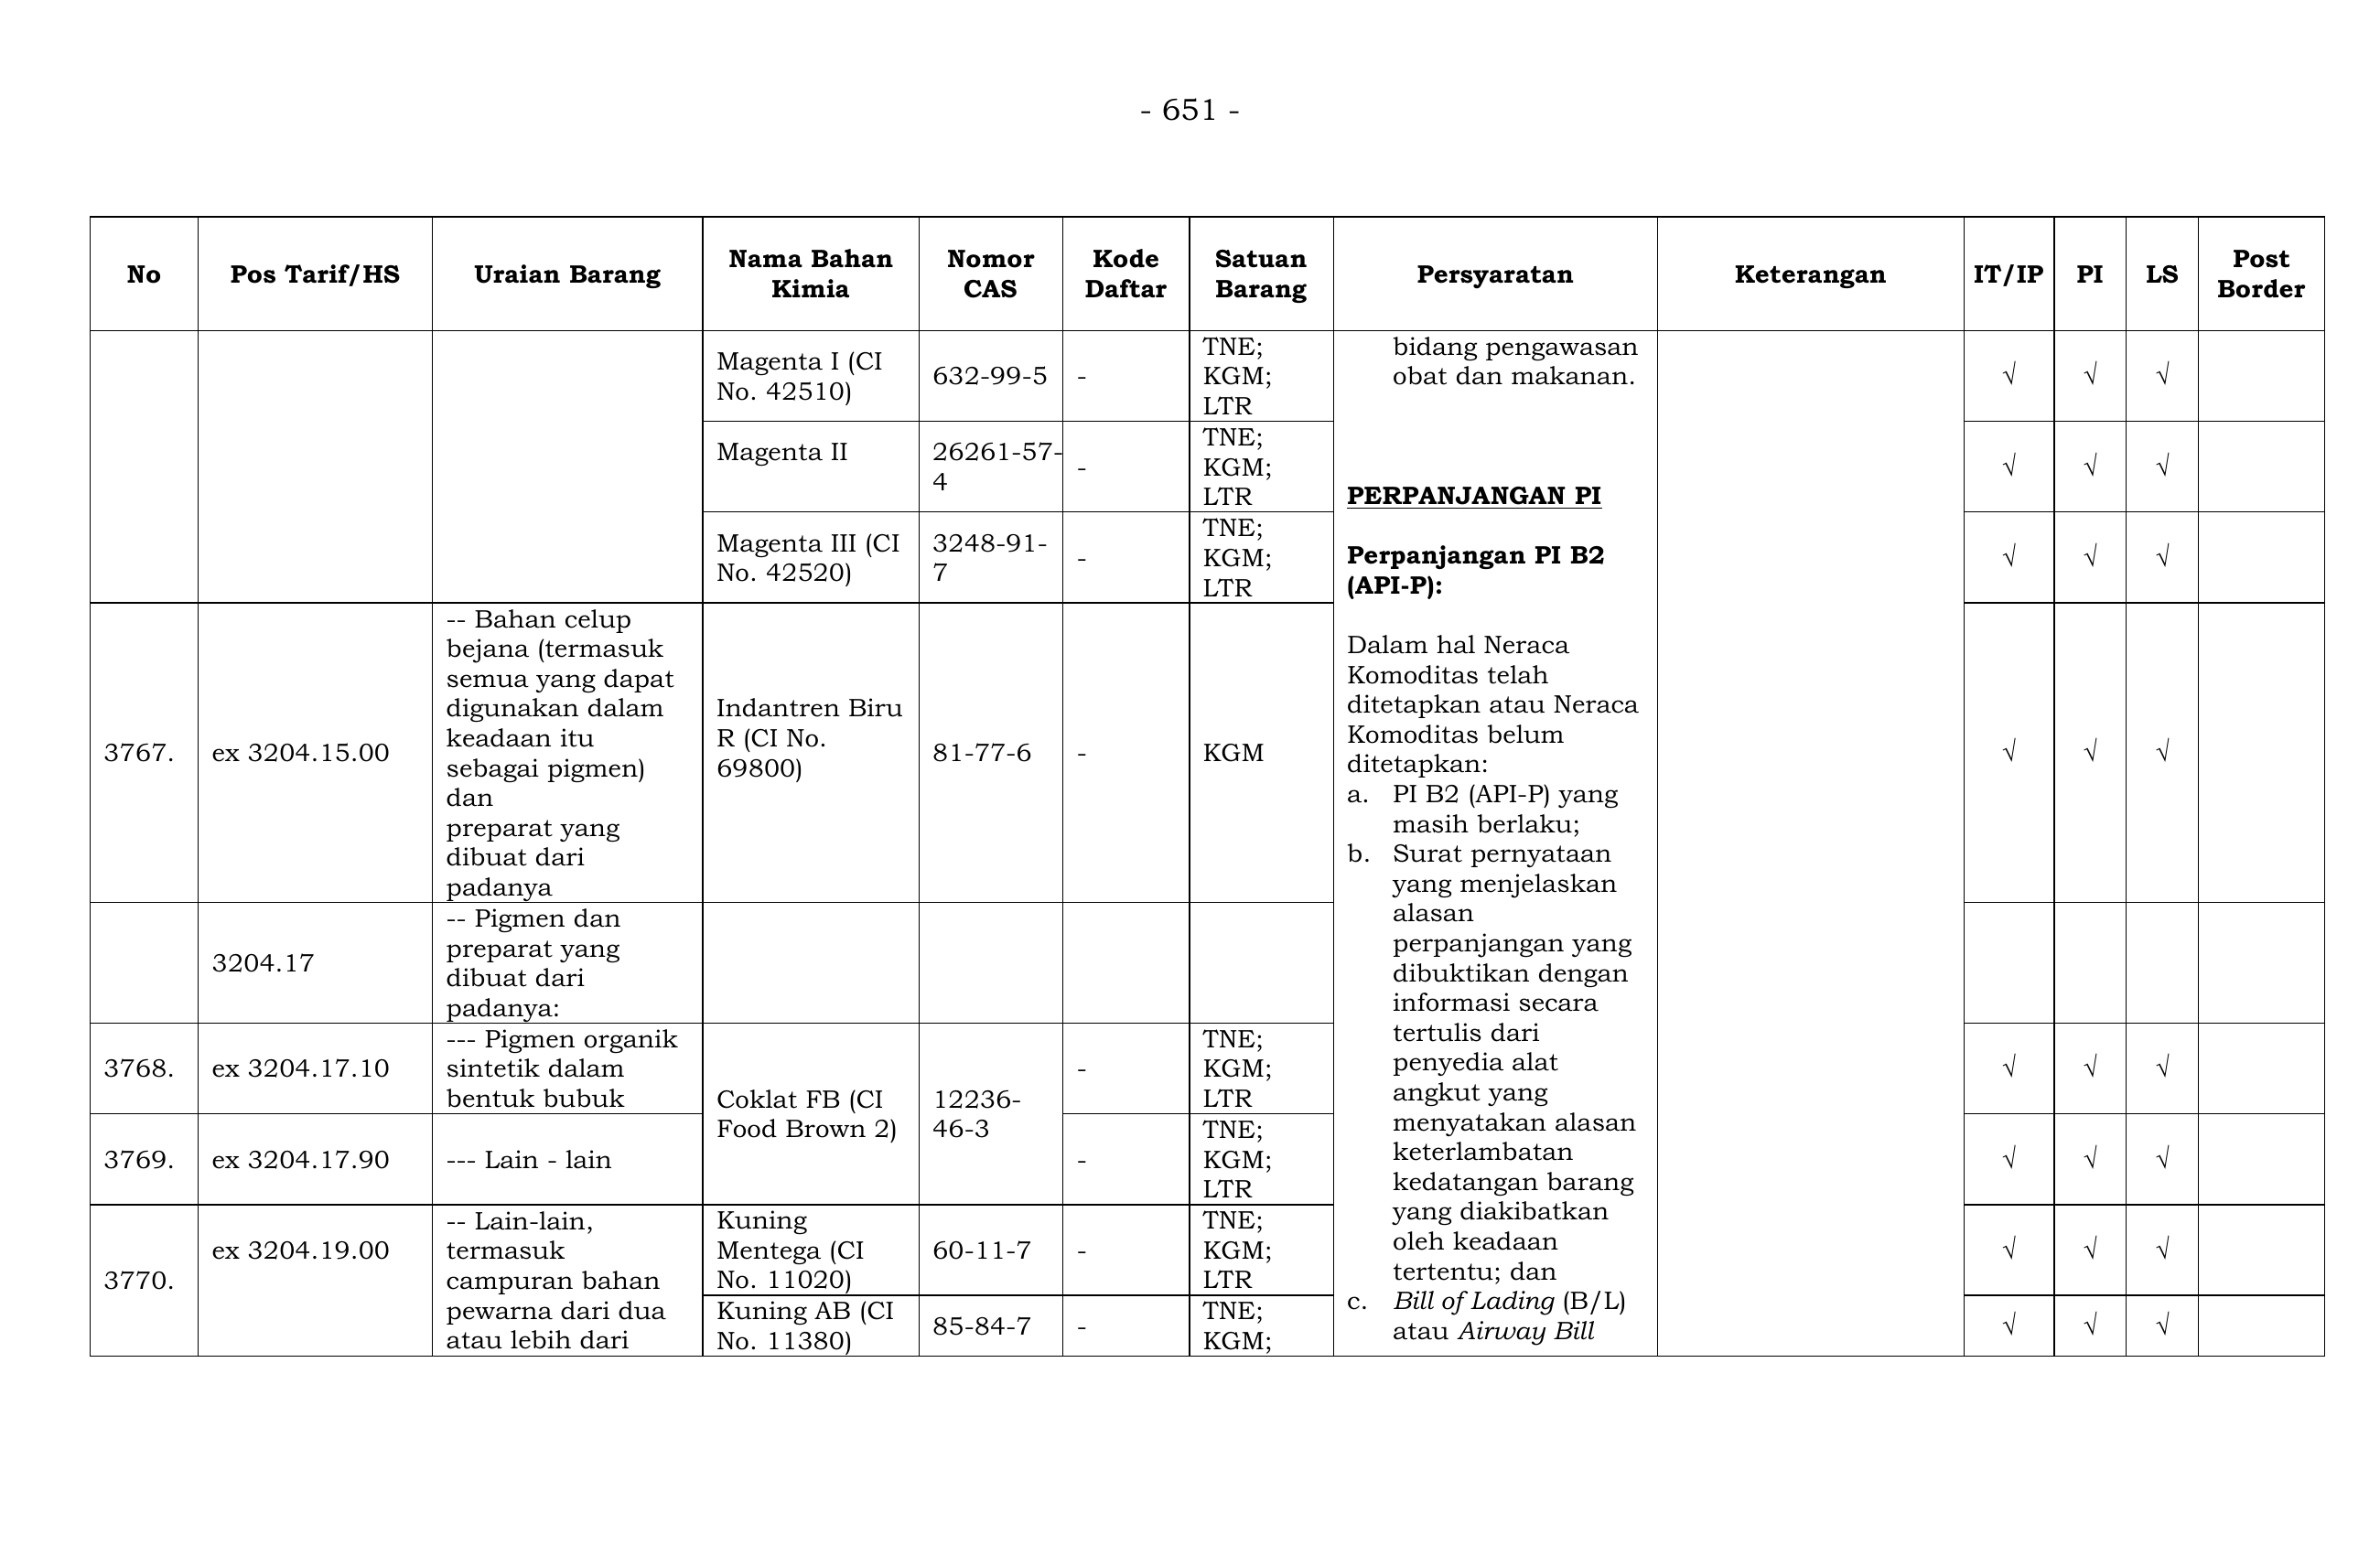 - 651 -
No
Pos Tarif/HS
Uraian Barang
Nama Bahan
Kimia
Nomor
CAS
Kode
Daftar
Satuan
Barang
Persyaratan
Keterangan
IT/IP
PI
LS
Post
Border
Magenta I (CI
No. 42510)
632-99-5
-
TNE;
KGM;
LTR
√
√
√
Magenta II
26261-57-
4
-
TNE;
KGM;
LTR
√
√
√
Magenta III (CI
No. 42520)
3248-91-
7
-
TNE;
KGM;
LTR
√
√
√
3767.
ex 3204.15.00
-- Bahan celup
bejana (termasuk
semua yang dapat
digunakan dalam
keadaan itu
sebagai pigmen)
dan
preparat yang
dibuat dari
padanya
Indantren Biru
R (CI No.
69800)
81-77-6
-
KGM
√
√
√
3204.17
-- Pigmen dan
preparat yang
dibuat dari
padanya:
3768.
ex 3204.17.10
--- Pigmen organik
sintetik dalam
bentuk bubuk
Coklat FB (CI
Food Brown 2)
12236-
46-3
-
TNE;
KGM;
LTR
√
√
√
3769.
ex 3204.17.90
--- Lain - lain
-
TNE;
KGM;
LTR
√
√
√
3770.
ex 3204.19.00
-- Lain-lain,
termasuk
campuran bahan
pewarna dari dua
atau lebih dari
Kuning
Mentega (CI
No. 11020)
60-11-7
-
TNE;
KGM;
LTR
√
√
√
Kuning AB (CI
No. 11380)
85-84-7
-
TNE;
KGM;
√
√
√
bidang pengawasan
obat dan makanan.
PERPANJANGAN PI
Perpanjangan PI B2
(API-P):
Dalam hal Neraca
Komoditas telah
ditetapkan atau Neraca
Komoditas belum
ditetapkan:
a. PI B2 (API-P) yang
masih berlaku;
b. Surat pernyataan
yang menjelaskan
alasan
perpanjangan yang
dibuktikan dengan
informasi secara
tertulis dari
penyedia alat
angkut yang
menyatakan alasan
keterlambatan
kedatangan barang
yang diakibatkan
oleh keadaan
tertentu; dan
c. Bill of Lading (B/L)
atau Airway Bill